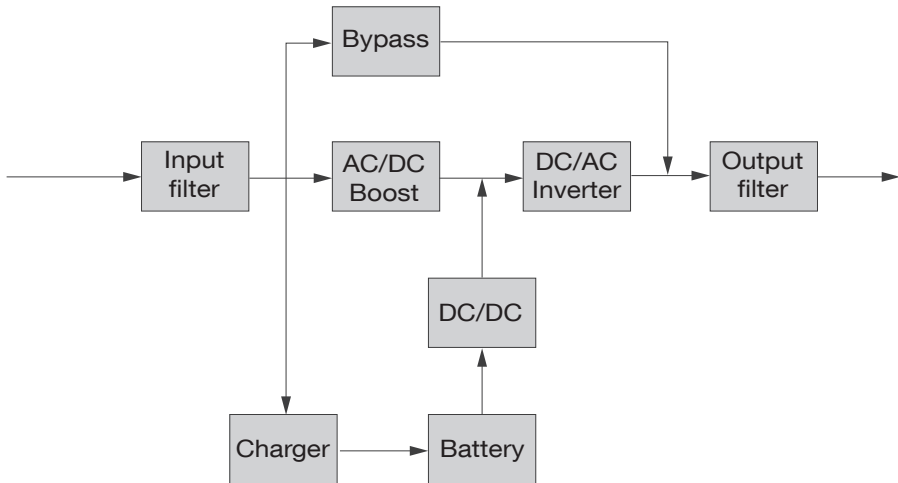 Bypass
Input
filter
AC/DC
Boost
DC/AC
Inverter
Output
filter
DC/DC
Charger
Battery